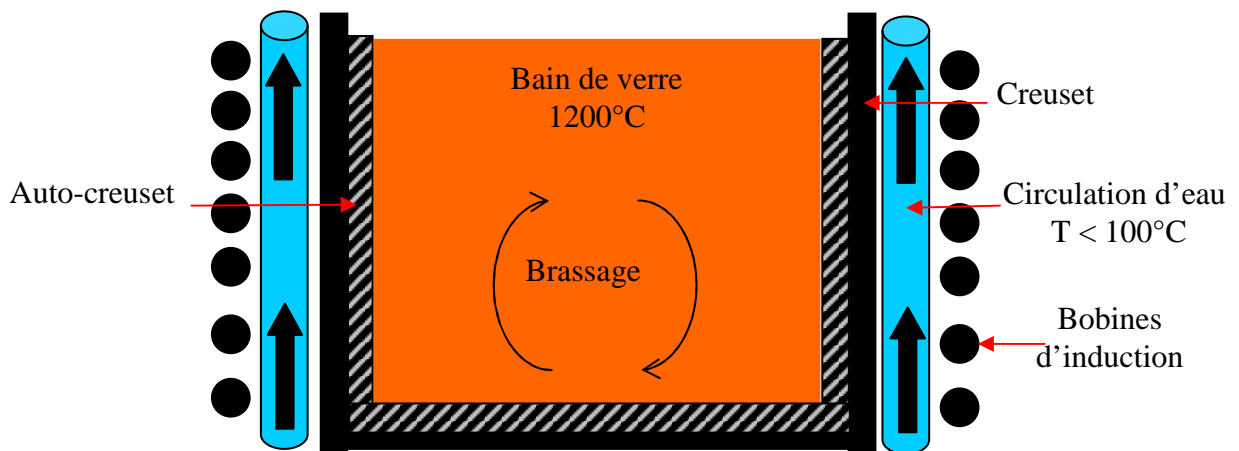 Bain de verre
1200°C
Creuset
Auto-creuset
Circulation d’eau
T < 100°C
Brassage
Bobines
d’induction